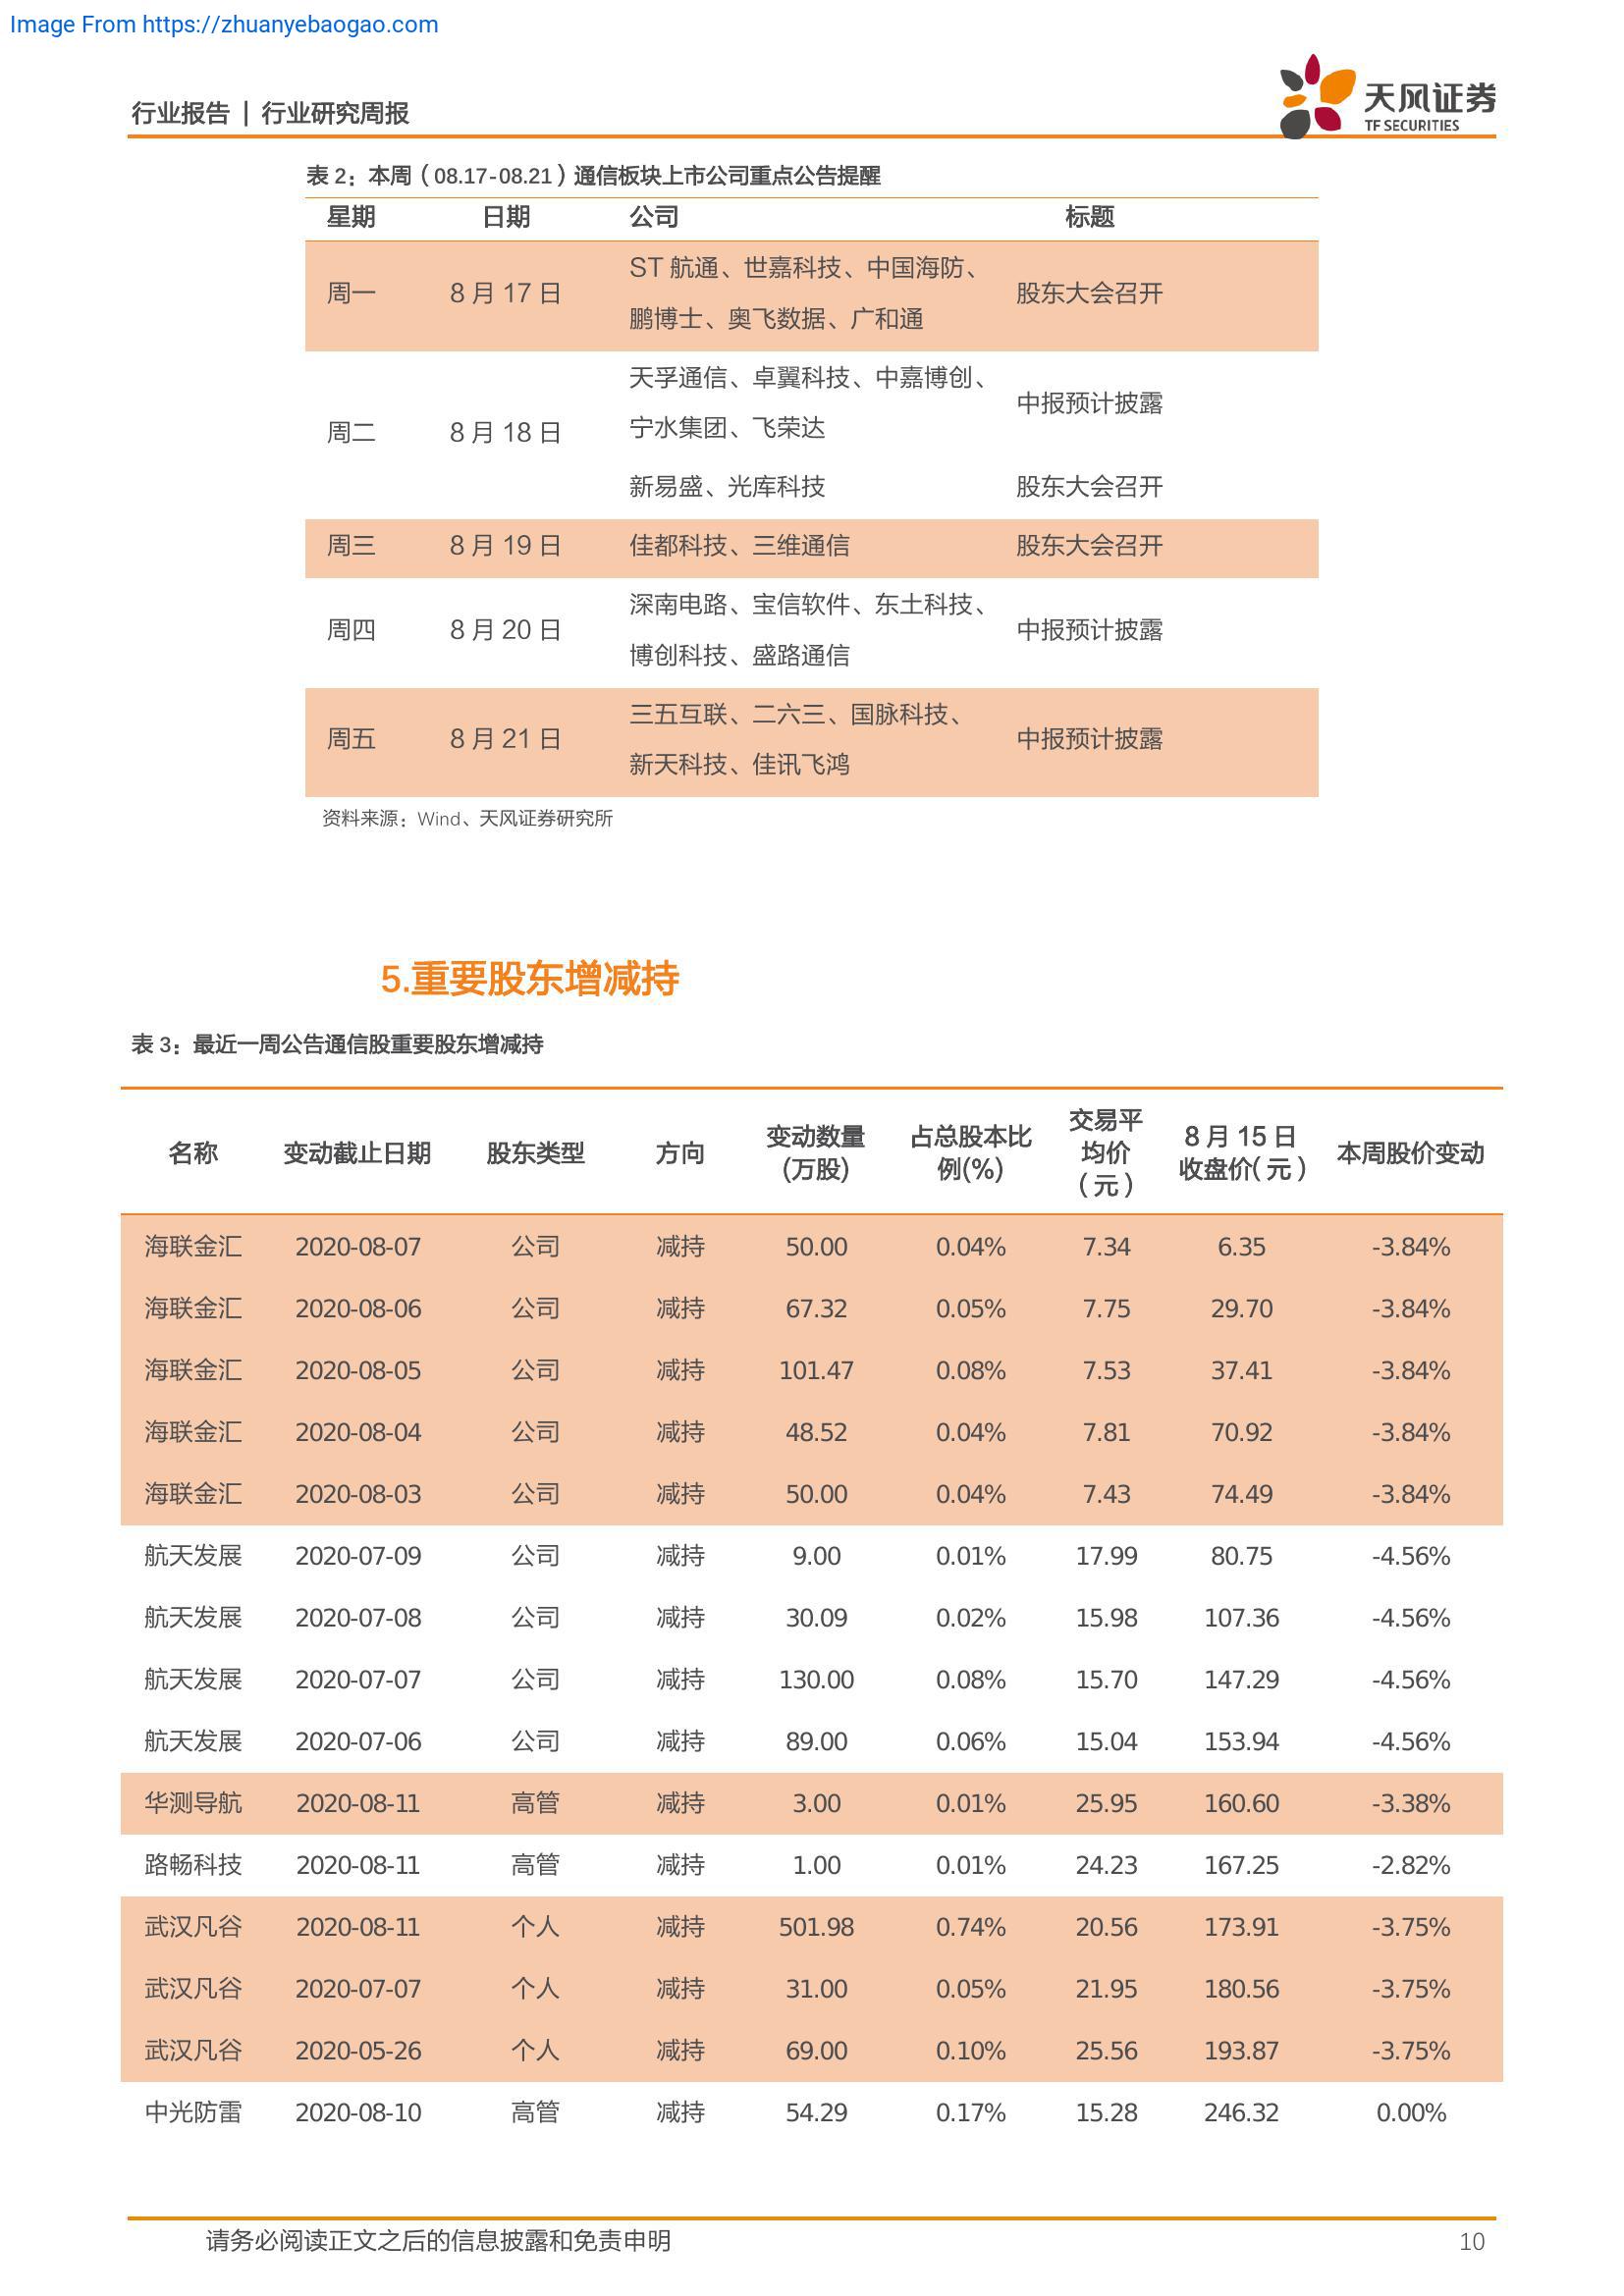 Image From https://zhuanyebaogao.com
行业报告 | 行业研究周报
天风证券
TF SECURITIES
表 2：本周（08.17-08.21）通信板块上市公司重点公告提醒
星期 日期 公司 标题
周一 8 月 17 日 ST 航通、世嘉科技、中国海防、
鹏博士、奥飞数据、广和通 股东大会召开
周二 8 月 18 日 天孚通信、卓翼科技、中嘉博创、
宁水集团、飞荣达 中报预计披露
新易盛、光库科技 股东大会召开
周三 8 月 19 日 佳都科技、三维通信 股东大会召开
周四 8 月 20 日 深南电路、宝信软件、东土科技、
博创科技、盛路通信 中报预计披露
周五 8 月 21 日 三五互联、二六三、国脉科技、
新天科技、佳讯飞鸿 中报预计披露
资料来源：Wind、天风证券研究所
5.重要股东增减持
表 3：最近一周公告通信股重要股东增减持
名称 变动截止日期 股东类型 方向 变动数量(万股) 占总股本比例(%) 交易平均价（元） 8 月 15 日收盘价(元) 本周股价变动
海联金汇 2020-08-07 公司 减持 50.00 0.04% 7.34 6.35 -3.84%
海联金汇 2020-08-06 公司 减持 67.32 0.05% 7.75 29.70 -3.84%
海联金汇 2020-08-05 公司 减持 101.47 0.08% 7.53 37.41 -3.84%
海联金汇 2020-08-04 公司 减持 48.52 0.04% 7.81 70.92 -3.84%
海联金汇 2020-08-03 公司 减持 50.00 0.04% 7.43 74.49 -3.84%
航天发展 2020-07-09 公司 减持 9.00 0.01% 17.99 80.75 -4.56%
航天发展 2020-07-08 公司 减持 30.09 0.02% 15.98 107.36 -4.56%
航天发展 2020-07-07 公司 减持 130.00 0.08% 15.70 147.29 -4.56%
航天发展 2020-07-06 公司 减持 89.00 0.06% 15.04 153.94 -4.56%
华测导航 2020-08-11 高管 减持 3.00 0.01% 25.95 160.60 -3.38%
路畅科技 2020-08-11 高管 减持 1.00 0.01% 24.23 167.25 -2.82%
武汉凡谷 2020-08-11 个人 减持 501.98 0.74% 20.56 173.91 -3.75%
武汉凡谷 2020-07-07 个人 减持 31.00 0.05% 21.95 180.56 -3.75%
武汉凡谷 2020-05-26 个人 减持 69.00 0.10% 25.56 193.87 -3.75%
中光防雷 2020-08-10 高管 减持 54.29 0.17% 15.28 246.32 0.00%
请务必阅读正文之后的信息披露和免责申明 10